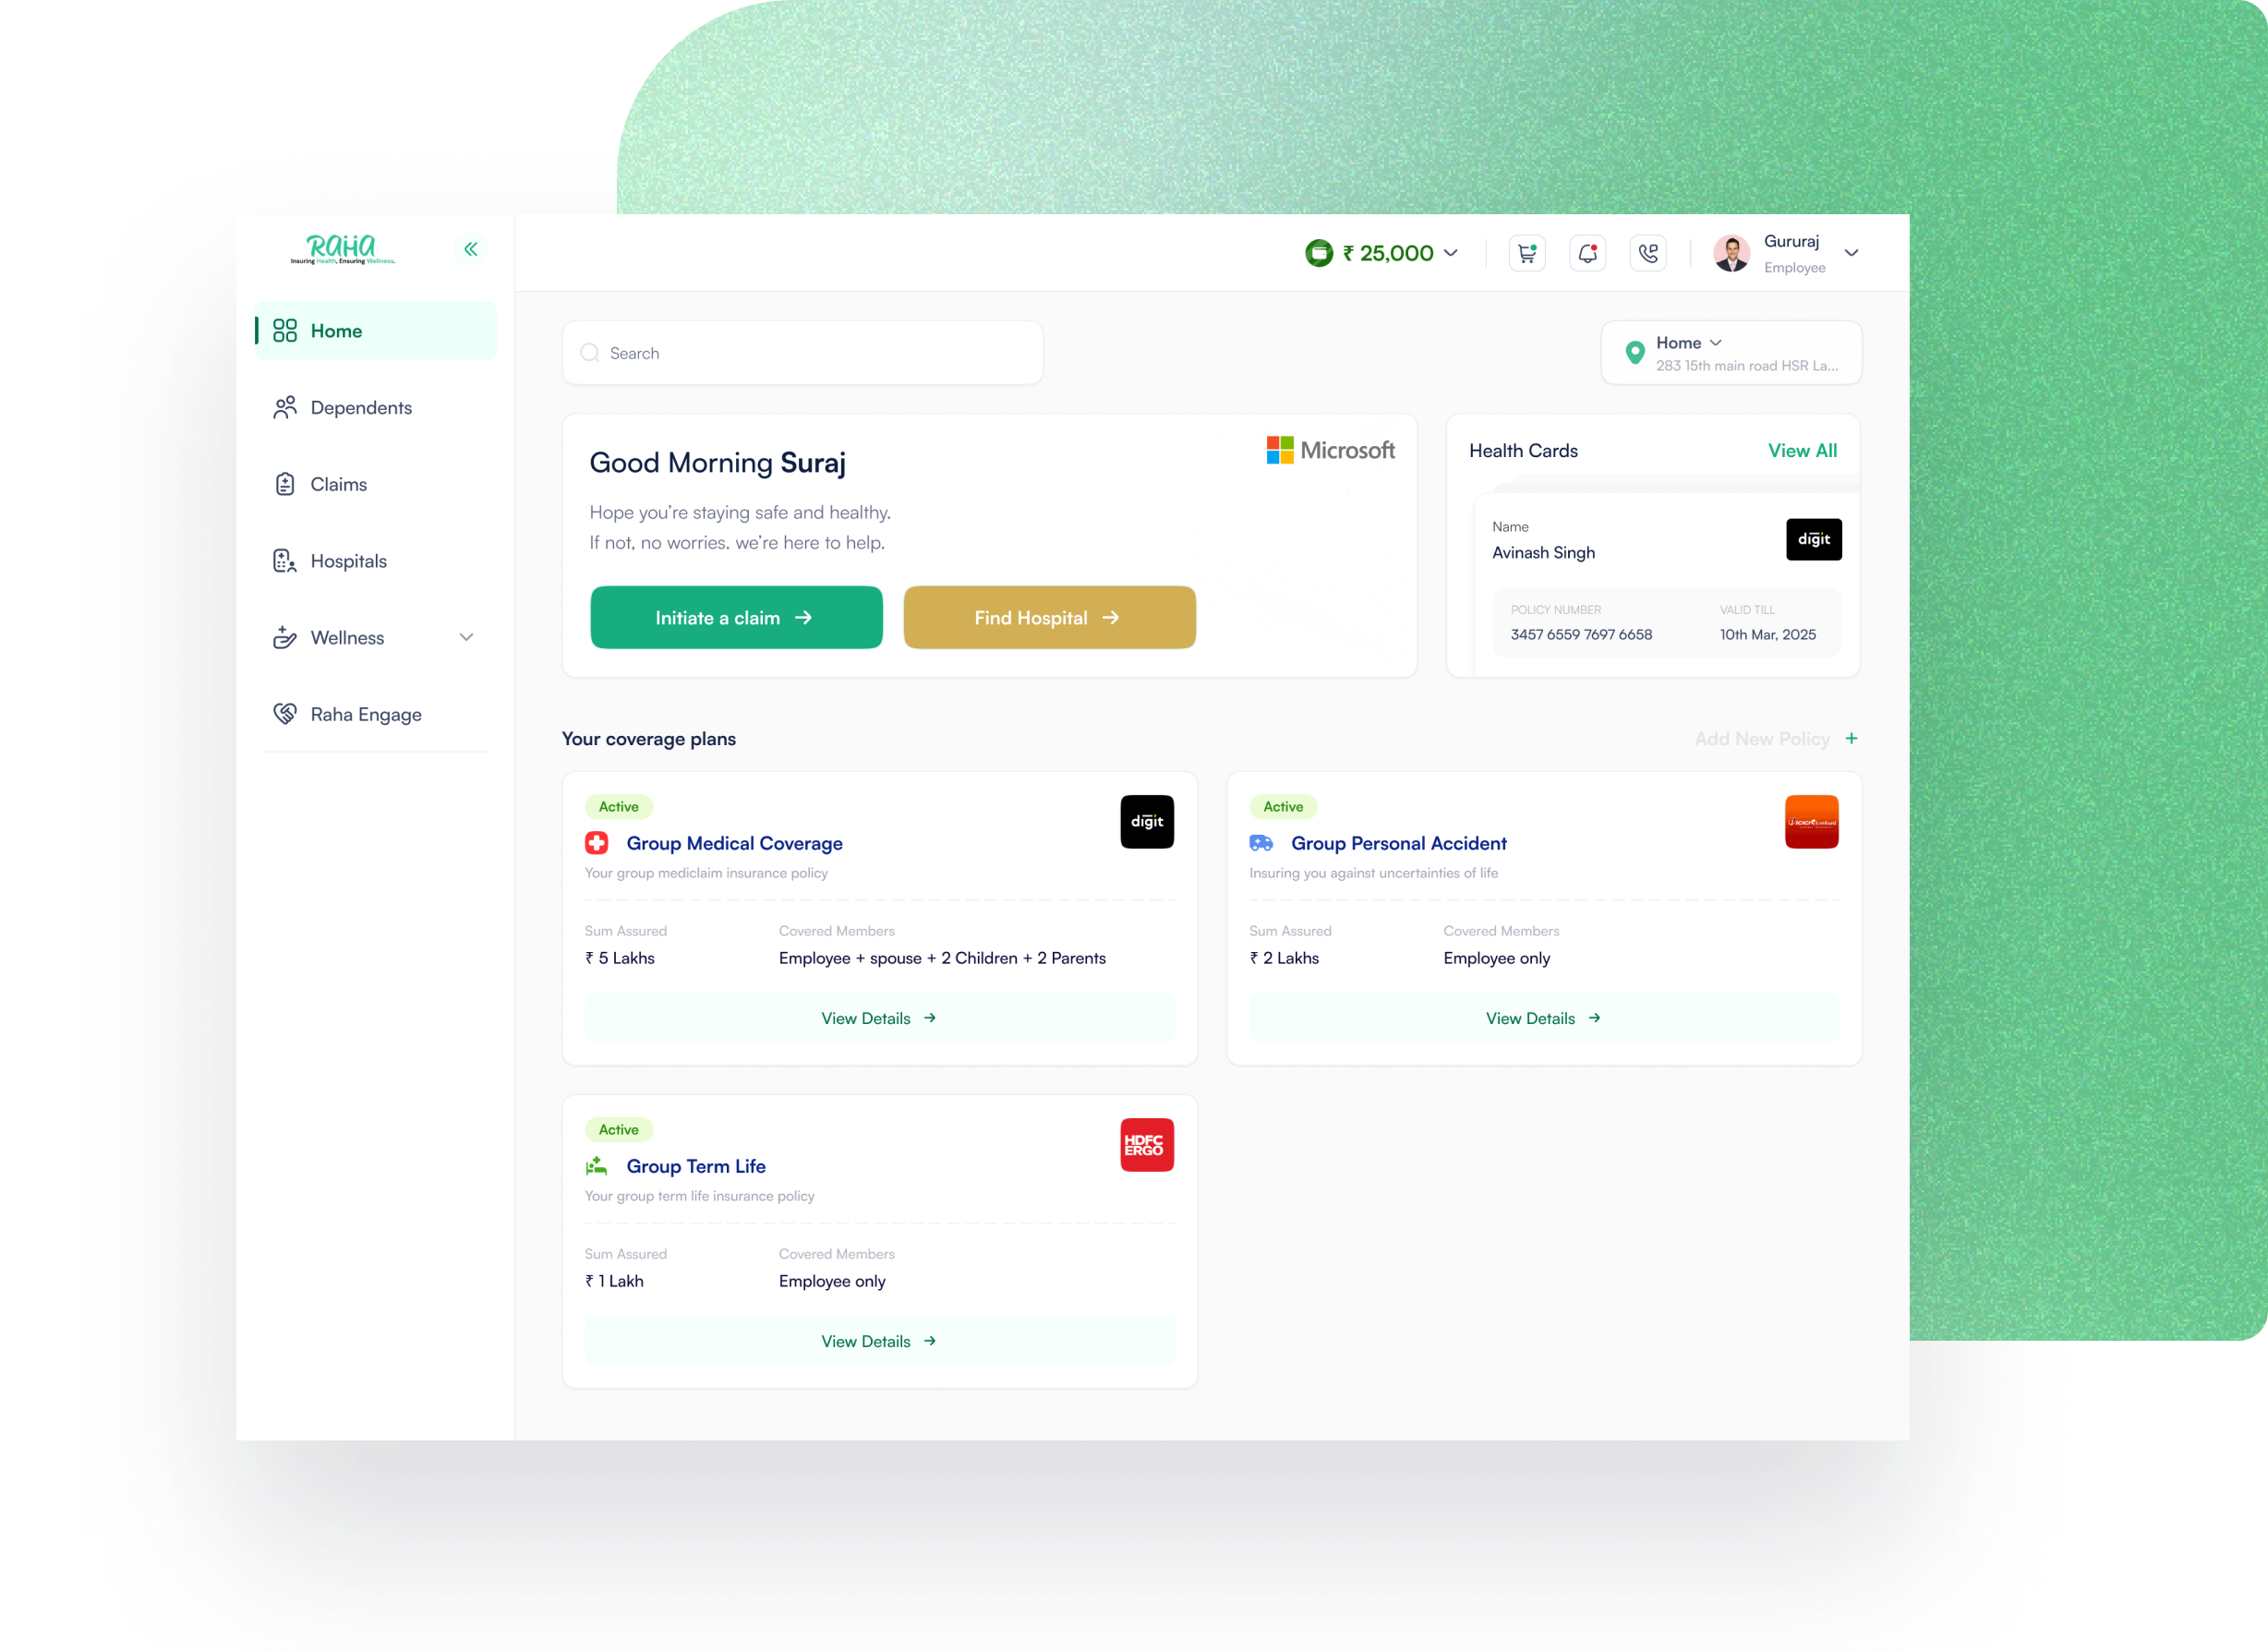 RAHA
Insuring Health, Ensuring Wellness.
₹ 25,000
Gururaj
Employee
Home
Dependents
Claims
Hospitals
Wellness
Raha Engage
Search
Home
283 15th main road HSR La...
Good Morning Suraj
Microsoft
Hope you’re staying safe and healthy.
If not, no worries. we’re here to help.
Initiate a claim
Find Hospital
Health Cards
View All
Name
Avinash Singh
digit
POLICY NUMBER
VALID TILL
3457 6559 7697 6658
10th Mar, 2025
Your coverage plans
Add New Policy +
Active
digit
Group Medical Coverage
Your group mediclaim insurance policy
Sum Assured
Covered Members
₹ 5 Lakhs
Employee + spouse + 2 Children + 2 Parents
View Details
Active
ICICI Lombard
Group Personal Accident
Insuring you against uncertainties of life
Sum Assured
Covered Members
₹ 2 Lakhs
Employee only
View Details
Active
HDFC
ERGO
Group Term Life
Your group term life insurance policy
Sum Assured
Covered Members
₹ 1 Lakh
Employee only
View Details